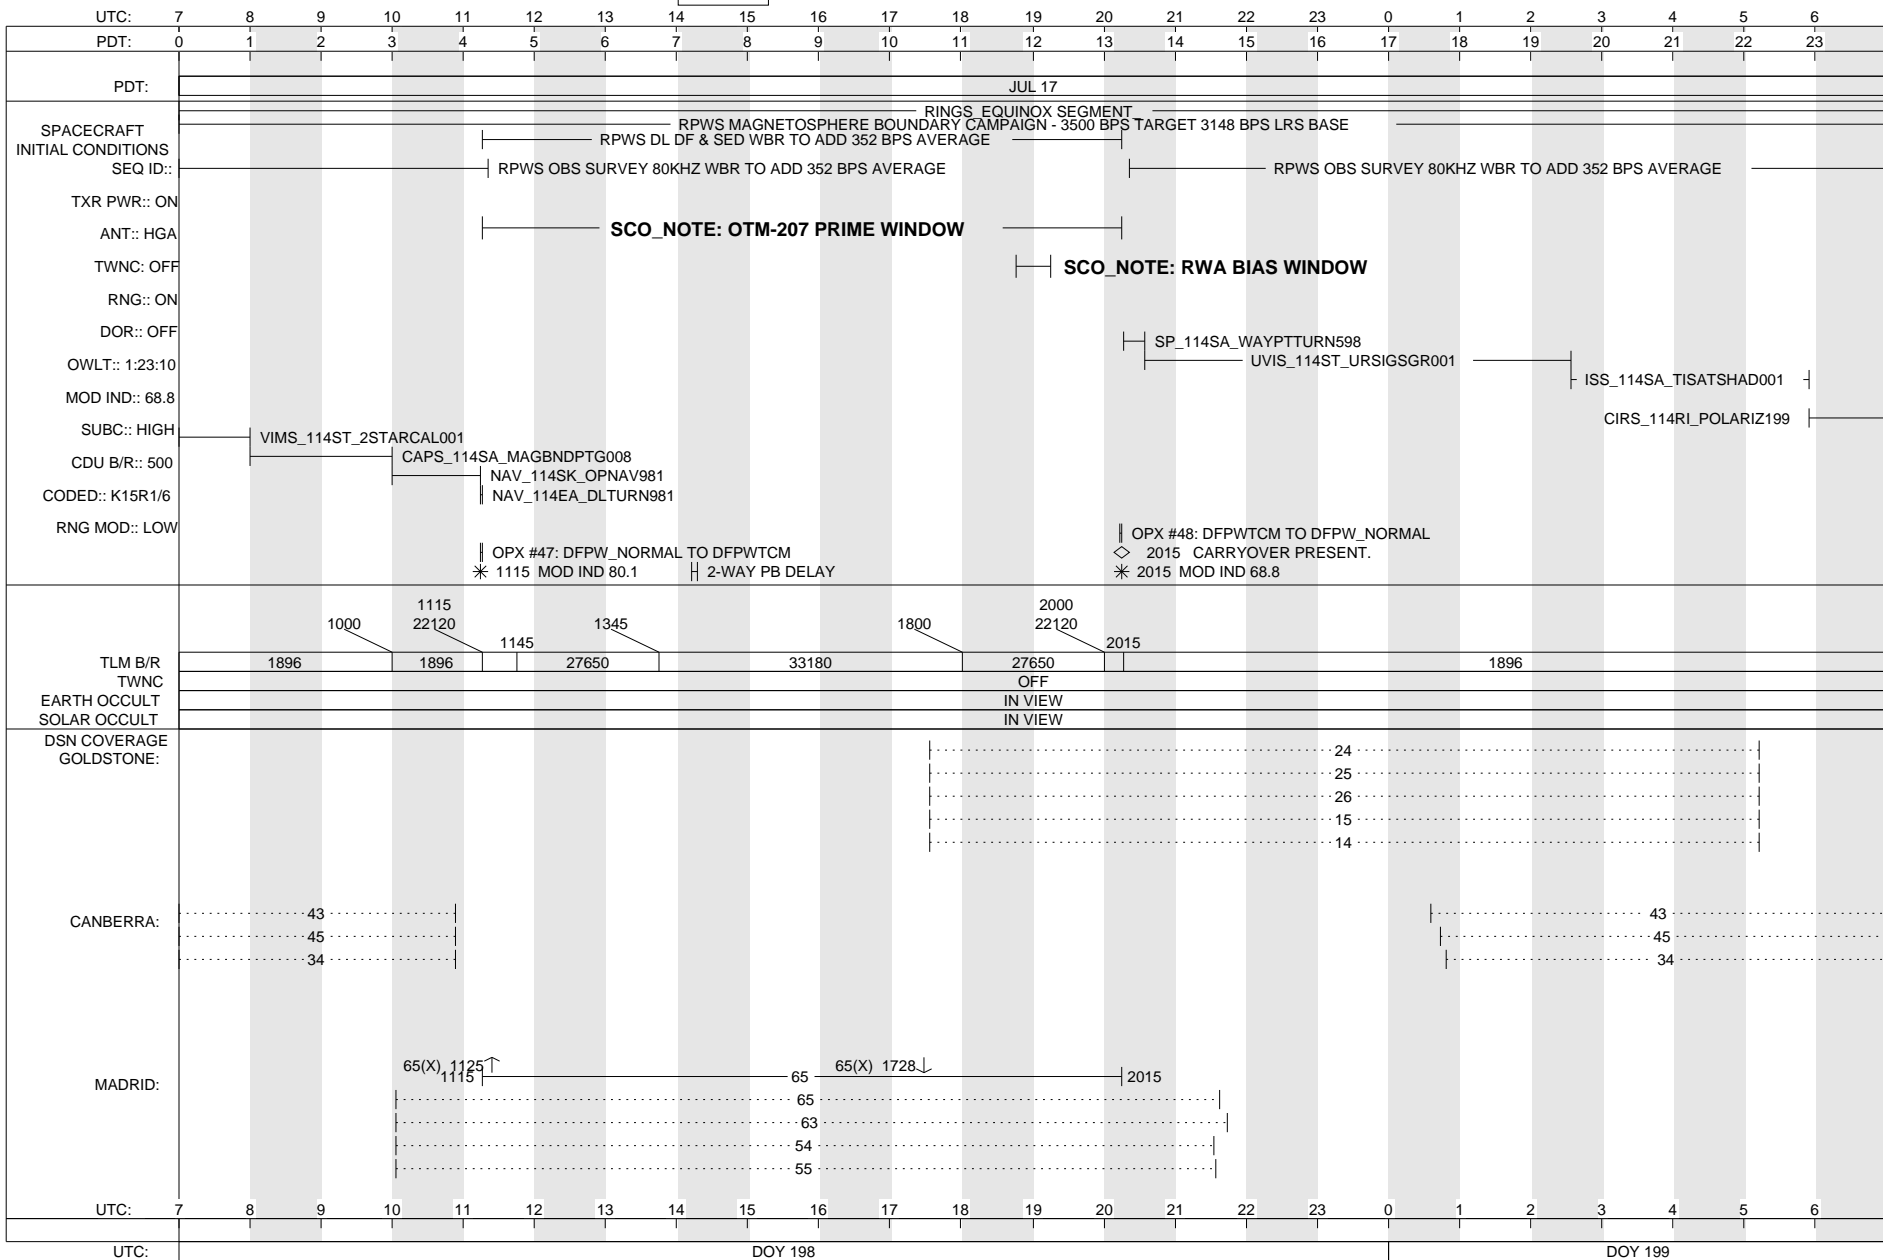 UTC: 7 8 9 10 11 12 13 14 15 16 17 18 19 20 21 22 23 0 1 2 3 4 5 6
PDT: 0 1 2 3 4 5 6 7 8 9 10 11 12 13 14 15 16 17 18 19 20 21 22 23
PDT: JUL 17
RINGS_EQUINOX SEGMENT_
SPACECRAFT
INITIAL CONDITIONS
RPWS MAGNETOSPHERE BOUNDARY CAMPAIGN - 3500 BPS TARGET 3148 BPS LRS BASE
RPWS DL DF & SED WBR TO ADD 352 BPS AVERAGE
SEQ ID:: RPWS OBS SURVEY 80KHZ WBR TO ADD 352 BPS AVERAGE RPWS OBS SURVEY 80KHZ WBR TO ADD 352 BPS AVERAGE
TXR PWR:: ON
ANT:: HGA SCO_NOTE: OTM-207 PRIME WINDOW
TWNC: OFF SCO_NOTE: RWA BIAS WINDOW
RNG:: ON
DOR:: OFF
SP_114SA_WAYPTTURN598
OWLT:: 1:23:10 UVIS_114ST_URSIGSGR001
ISS_114SA_TISATSHAD001
MOD IND:: 68.8
CIRS_114RI_POLARIZ199
SUBC:: HIGH VIMS_114ST_2STARCAL001
CAPS_114SA_MAGBNDPTG008
CDU B/R:: 500
NAV_114SK_OPNAV981
CODED:: K15R1/6 NAV_114EA_DLTURN981
RNG MOD:: LOW
OPX #48: DFPWTCM TO DFPW_NORMAL
OPX #47: DFPW_NORMAL TO DFPWTCM 2015 CARRYOVER PRESENT.
1115 MOD IND 80.1 2-WAY PB DELAY 2015 MOD IND 68.8
1115 2000
1000 22120 1345 1800 22120
1145 2015
TLM B/R 1896 1896 27650 33180 27650 1896
TWNC OFF
EARTH OCCULT IN VIEW
SOLAR OCCULT IN VIEW
DSN COVERAGE
GOLDSTONE: 24
25
26
15
14
CANBERRA: 43 43
45 45
34 34
65(X) 1125 65(X) 1728
MADRID: 1115 65 2015
65
63
54
55
UTC: 7 8 9 10 11 12 13 14 15 16 17 18 19 20 21 22 23 0 1 2 3 4 5 6
UTC: DOY 198 DOY 199